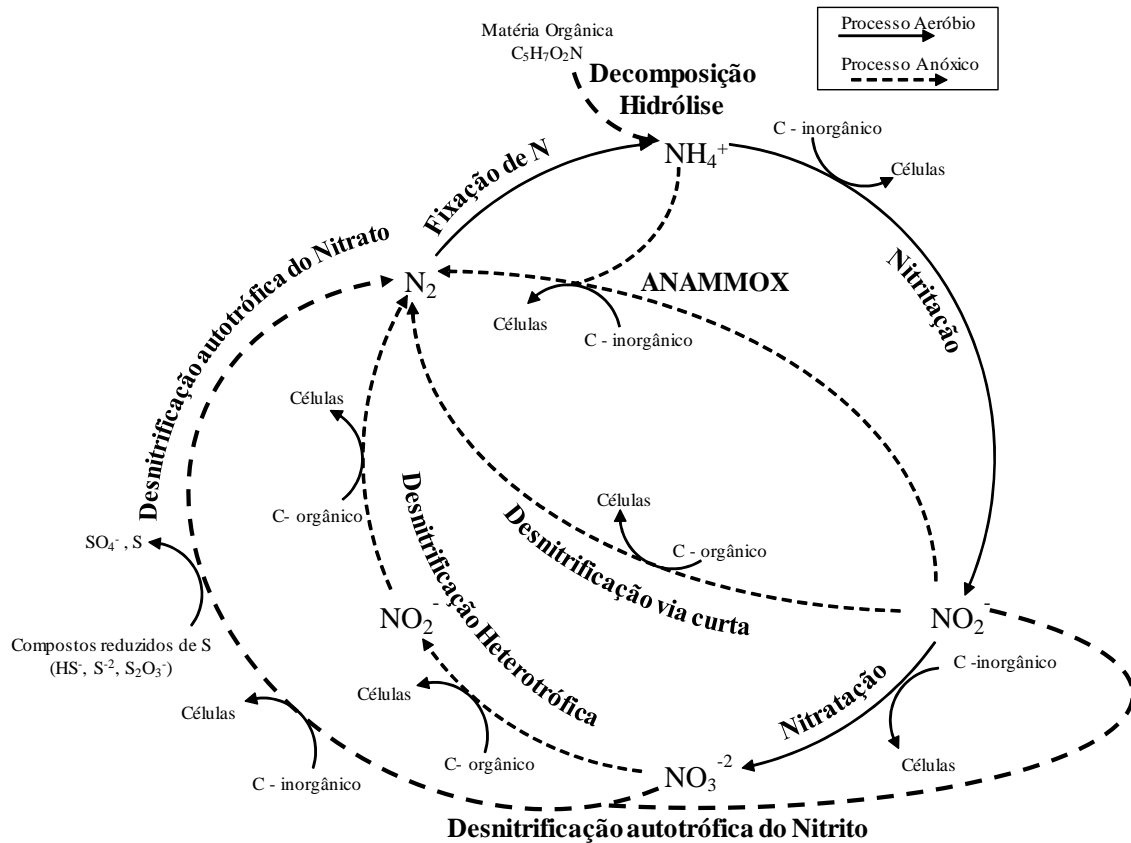 Matéria Orgânica
C₅H₇O₂N
Decomposição
Hidrólise
Processo Aeróbio
Processo Anóxico
C - inorgânico
NH₄⁺
Células
Fixação de N
Nitritação
Desnitrificação autotrófica do Nitrato
N₂
ANAMMOX
Células
C - inorgânico
Células
C- orgânico
Desnitrificação Heterotrófica
Células
C - orgânico
Desnitrificação via curta
SO₄⁻ , S
Compostos reduzidos de S
(HS⁻, S⁻², S₂O₃⁻)
NO₂⁻
NO₂⁻
C -inorgânico
Nitratação
Células
Células
C - inorgânico
Células
C- orgânico
NO₃⁻²
Desnitrificação autotrófica do Nitrito